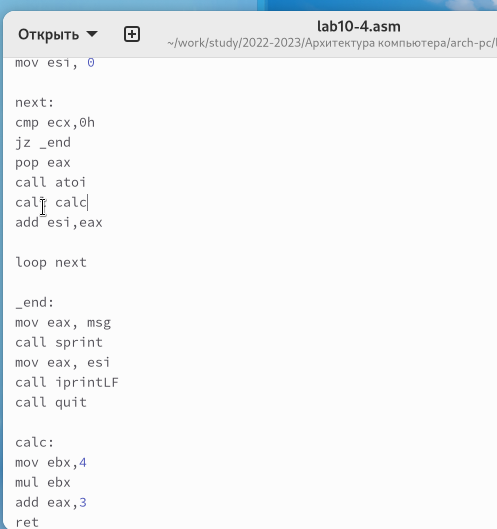 Открыть
lab10-4.asm
~/work/study/2022-2023/Архитектура компьютера/arch-pc/
mov esi, 0
next:
cmp ecx,0h
jz _end
pop eax
call atoi
call calc
add esi,eax
loop next
_end:
mov eax, msg
call sprint
mov eax, esi
call iprintLF
call quit
calc:
mov ebx,4
mul ebx
add eax,3
ret